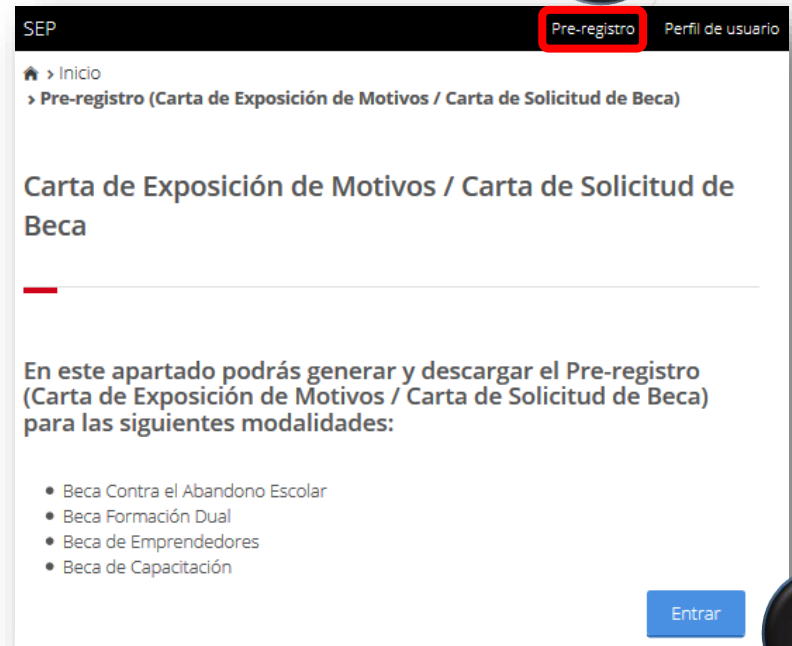 SEP Pre-registro Perfil de usuario
> Inicio
> Pre-registro (Carta de Exposición de Motivos / Carta de Solicitud de Beca)
Carta de Exposición de Motivos / Carta de Solicitud de
Beca
En este apartado podrás generar y descargar el Pre-registro
(Carta de Exposición de Motivos / Carta de Solicitud de Beca)
para las siguientes modalidades:
• Beca Contra el Abandono Escolar
• Beca Formación Dual
• Beca de Emprendedores
• Beca de Capacitación
Entrar